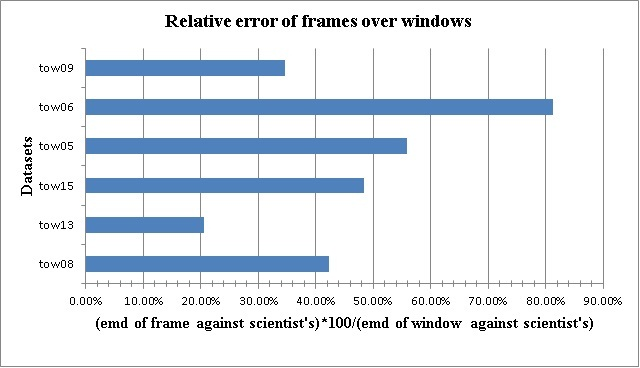 Relative error of frames over windows
Datasets
tow09
tow06
tow05
tow15
tow13
tow08
0.00% 10.00% 20.00% 30.00% 40.00% 50.00% 60.00% 70.00% 80.00% 90.00%
(emd of frame against scientist's)*100/(emd of window against scientist's)